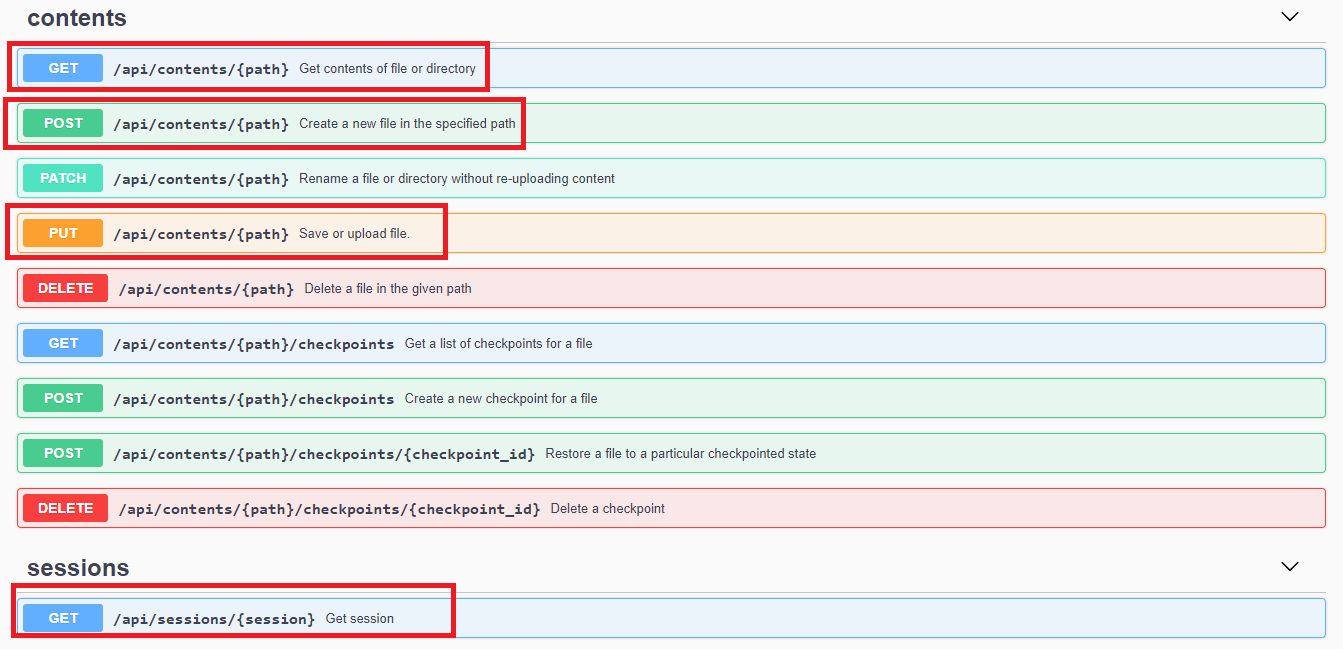 contents
GET /api/contents/{path} Get contents of file or directory
POST /api/contents/{path} Create a new file in the specified path
PATCH /api/contents/{path} Rename a file or directory without re-uploading content
PUT /api/contents/{path} Save or upload file.
DELETE /api/contents/{path} Delete a file in the given path
GET /api/contents/{path}/checkpoints Get a list of checkpoints for a file
POST /api/contents/{path}/checkpoints Create a new checkpoint for a file
POST /api/contents/{path}/checkpoints/{checkpoint_id} Restore a file to a particular checkpointed state
DELETE /api/contents/{path}/checkpoints/{checkpoint_id} Delete a checkpoint
sessions
GET /api/sessions/{session} Get session